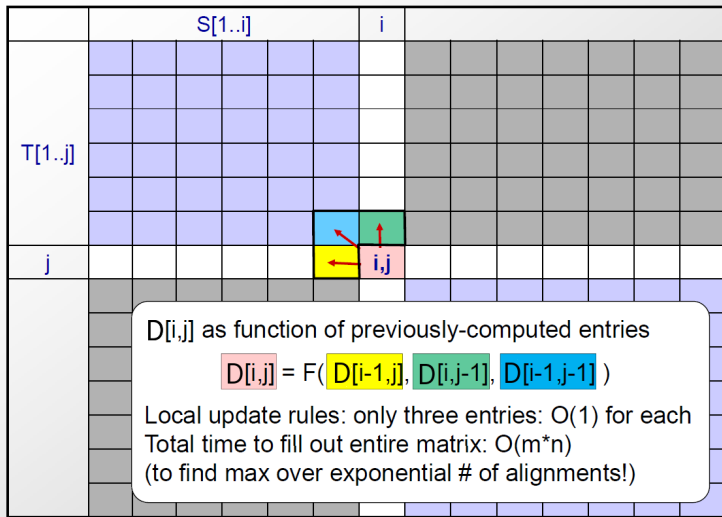 S[1..i] i
T[1..j]
j i,j
D[i,j] as function of previously-computed entries
D[i,j] = F( D[i-1,j], D[i,j-1], D[i-1,j-1] )
Local update rules: only three entries: O(1) for each
Total time to fill out entire matrix: O(m*n)
(to find max over exponential # of alignments!)